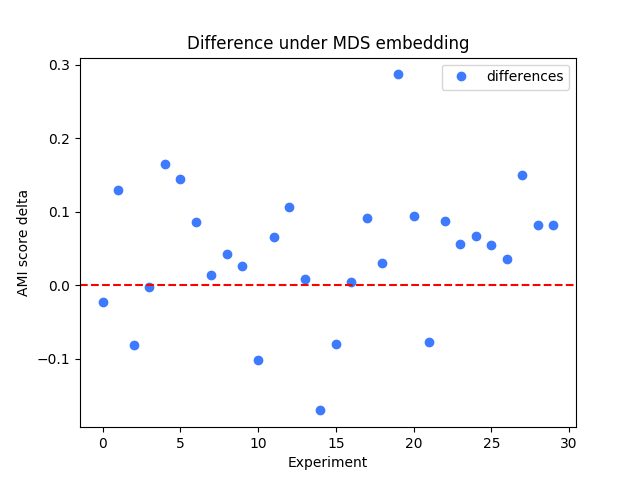 Difference under MDS embedding
differences
AMI score delta
0.3
0.2
0.1
0.0
−0.1
0 5 10 15 20 25 30
Experiment